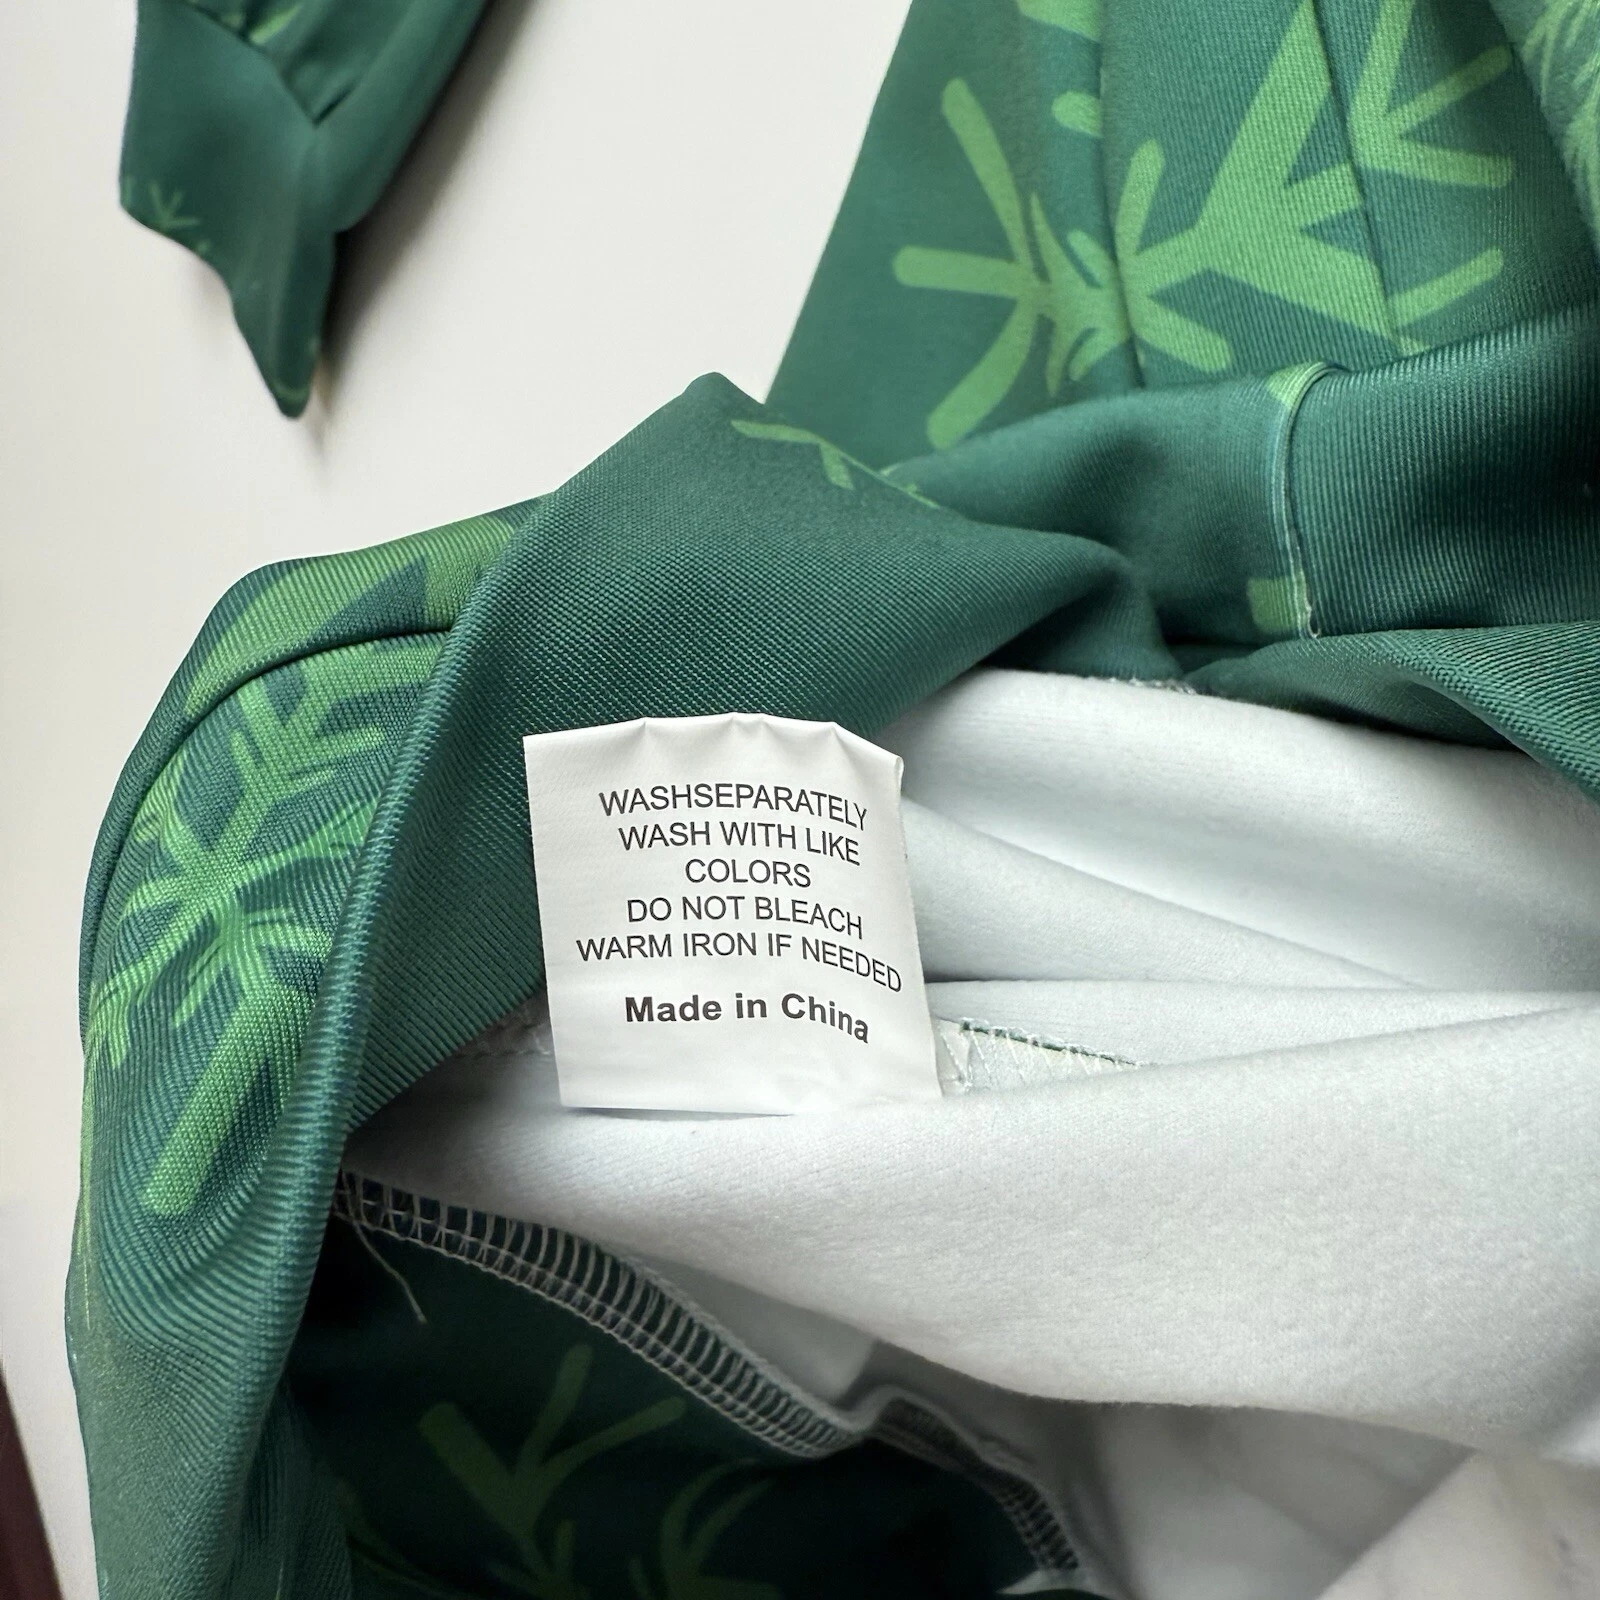 WASHSEPARATELY
WASH WITH LIKE
COLORS
DO NOT BLEACH
WARM IRON IF NEEDED
Made in China